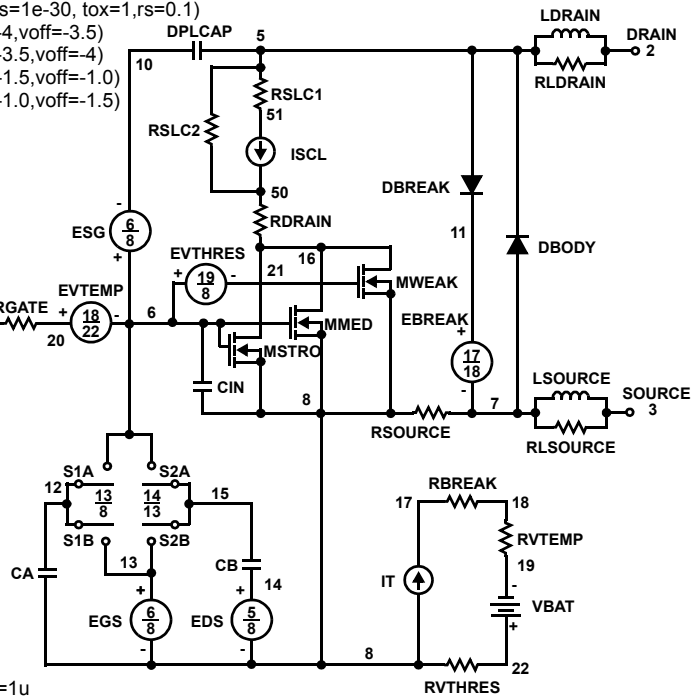 s=1e-30, tox=1,rs=0.1)
-4,voff=-3.5)
-3.5,voff=-4)
-1.5,voff=-1.0)
-1.0,voff=-1.5)
LDRAIN
DPLCAP
5
DRAIN
2
10
RLDRAIN
RSLC1
51
RSLC2
ISCL
50
DBREAK
RDRAIN
ESG
6
8
-
+
11
DBODY
EVTHRES
16
21
+
19
8
-
MWEAK
EVTEMP
RGATE
+
18
22
-
6
MMED
EBREAK
+
17
18
-
20
MSTRO
LSOURCE
SOURCE
3
CIN
8
7
RSOURCE
RLSOURCE
S1A
S2A
12
13
8
14
13
15
S1B
S2B
13
RBREAK
17
18
RVTEMP
CA
CB
19
14
IT
-
VBAT
+
EGS
+
6
8
-
EDS
+
5
8
-
8
22
RVTHRES
=1u